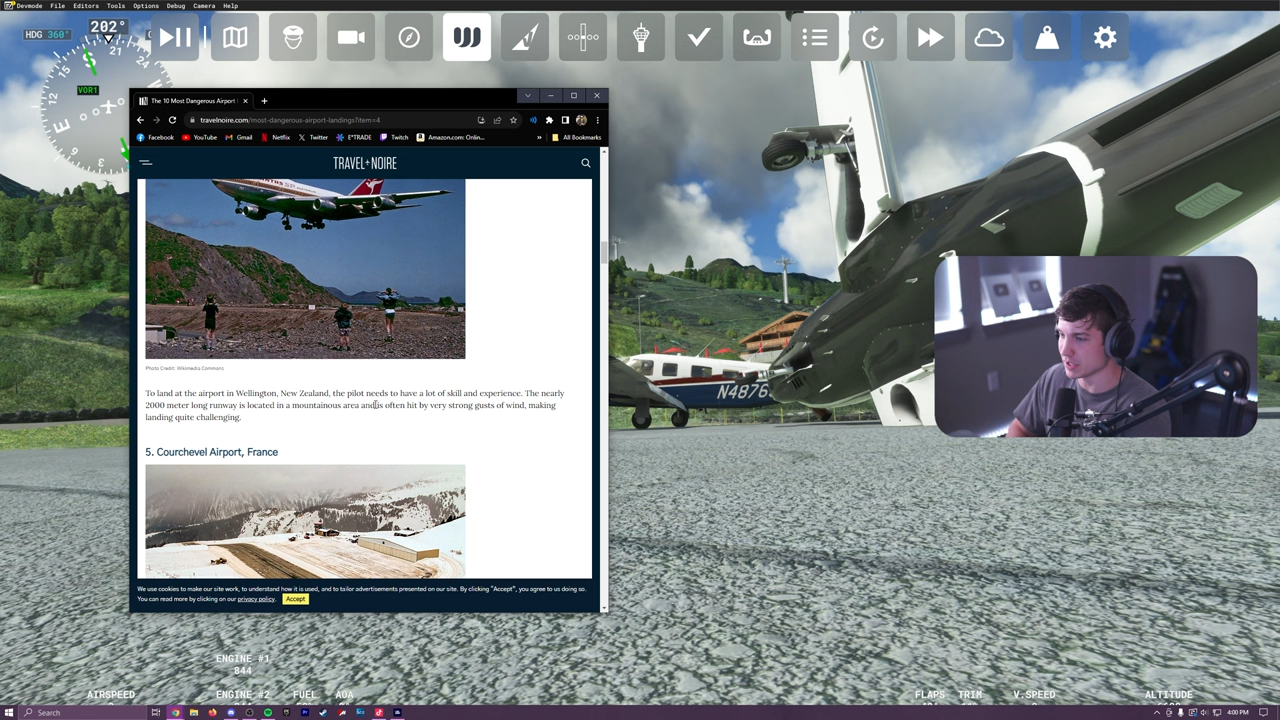 Devmode File Editors Tools Options Debug Camera Help
HDG 360°
202°
21
S
15
E
3
VOR1
N4876
The 10 Most Dangerous Airport
travelnoire.com/most-dangerous-airport-landings?item=4
Facebook YouTube Gmail Netflix Twitter E*TRADE Twitch Amazon.com: Onlin... » All Bookmarks
TRAVEL+NOIRE
Photo Credit: Wikimedia Commons
To land at the airport in Wellington, New Zealand, the pilot needs to have a lot of skill and experience. The nearly
2000 meter long runway is located in a mountainous area and is often hit by very strong gusts of wind, making
landing quite challenging.
5. Courchevel Airport, France
We use cookies to make our site work, to understand how it is used, and to tailor advertisements presented on our site. By clicking "Accept", you agree to us doing so.
You can read more by clicking on our privacy policy. Accept
ENGINE #1
844
AIRSPEED ENGINE #2 FUEL AOA FLAPS TRIM V.SPEED ALTITUDE
Search
4:00 PM